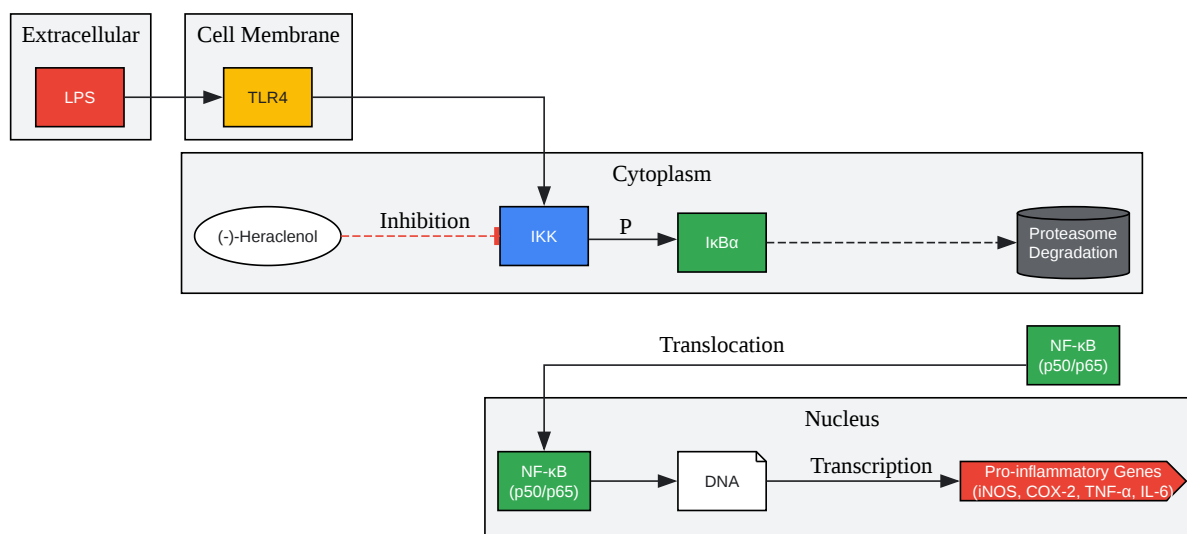 Extracellular
Cell Membrane
LPS
TLR4
Cytoplasm
(-)-Heraclenol
Inhibition
IKK
P
IκBα
Proteasome
Degradation
Translocation
NF-κB
(p50/p65)
Nucleus
NF-κB
(p50/p65)
DNA
Transcription
Pro-inflammatory Genes
(iNOS, COX-2, TNF-α, IL-6)